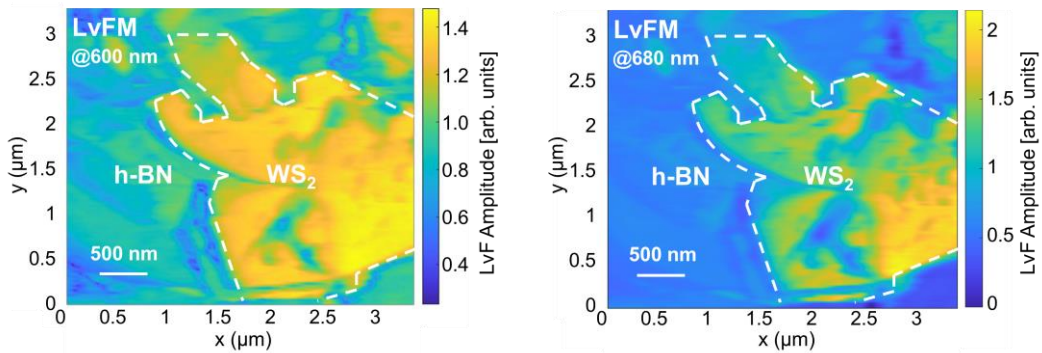 LvFM
@600 nm
h-BN
WS₂
500 nm
3
2.5
2
1.5
1
0.5
0
y (µm)
0
0.5
1
1.5
2
2.5
3
x (µm)
1.4
1.2
1.0
0.8
0.6
0.4
LvF Amplitude [arb. units]
LvFM
@680 nm
h-BN
WS₂
500 nm
3
2.5
2
1.5
1
0.5
0
y (µm)
0
0.5
1
1.5
2
2.5
3
x (µm)
2
1.5
1
0.5
0
LvF Amplitude [arb. units]